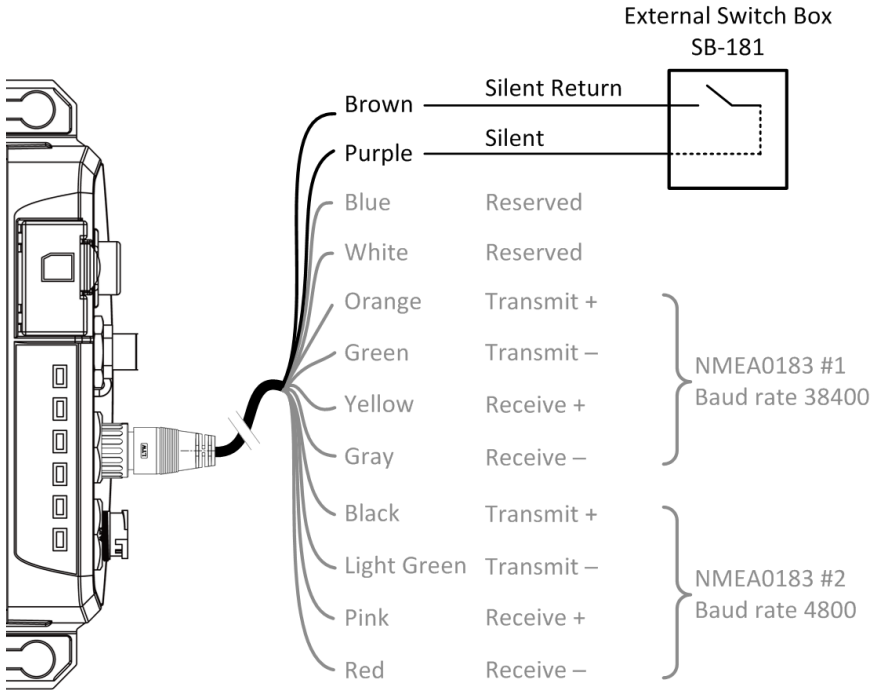 External Switch Box
SB-181
Brown Silent Return
Purple Silent
Blue Reserved
White Reserved
Orange Transmit +
Green Transmit –
Yellow Receive +
Gray Receive –
NMEA0183 #1
Baud rate 38400
Black Transmit +
Light Green Transmit –
Pink Receive +
Red Receive –
NMEA0183 #2
Baud rate 4800